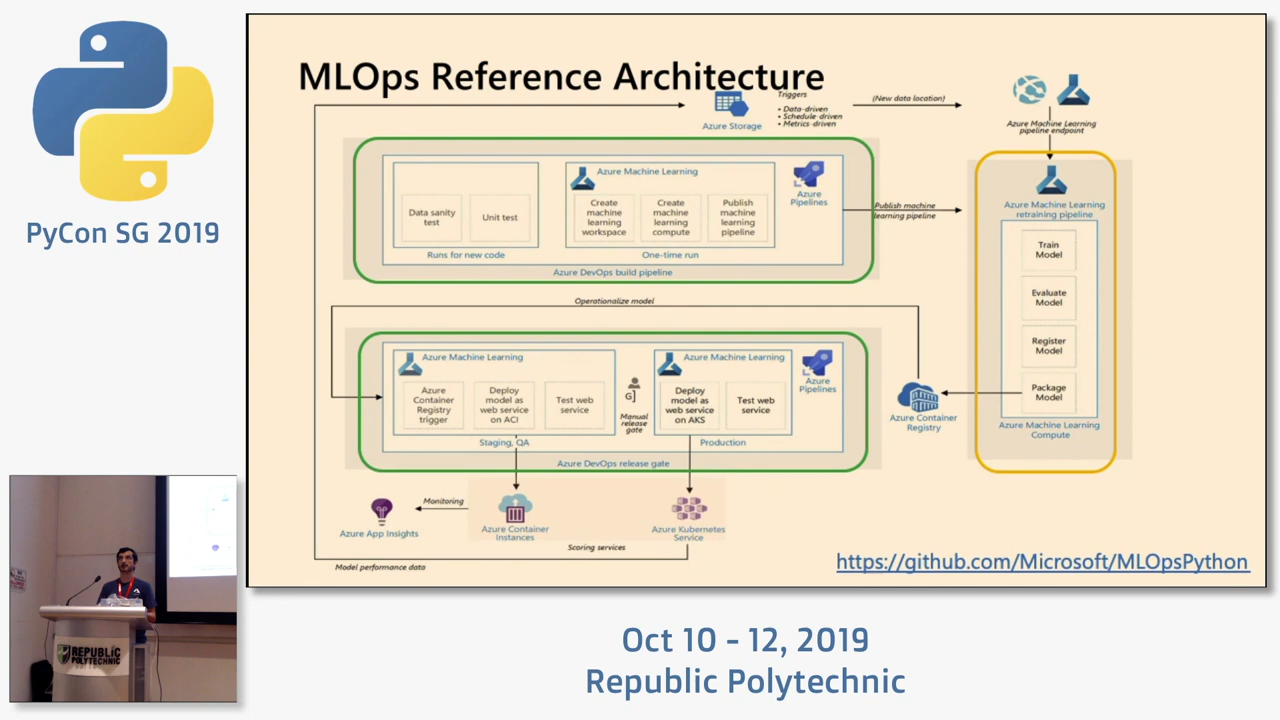 PyCon SG 2019
MLOps Reference Architecture
Triggers
• Data-driven
• Schedule-driven
• Metrics-driven
Azure Storage
(New data location)
Azure Machine Learning
pipeline endpoint
Azure Machine Learning
Data sanity
test
Unit test
Create
machine
learning
workspace
Create
machine
learning
compute
Publish
machine
learning
pipeline
Azure
Pipelines
Runs for new code
One-time run
Azure DevOps build pipeline
Publish machine
learning pipeline
Azure Machine Learning
retraining pipeline
Train
Model
Evaluate
Model
Register
Model
Package
Model
Azure Machine Learning
Compute
Operationalize model
Azure Machine Learning
Azure
Container
Registry
trigger
Deploy
model as
web service
on ACI
Test web
service
Staging, QA
G]
Manual
release
gate
Azure Machine Learning
Deploy
model as
web service
on AKS
Test web
service
Production
Azure
Pipelines
Azure DevOps release gate
Azure Container
Registry
Monitoring
Azure App Insights
Azure Container
Instances
Azure Kubernetes
Service
Scoring services
Model performance data
https://github.com/Microsoft/MLOpsPython
REPUBLIC
POLYTECHNIC
Oct 10 - 12, 2019
Republic Polytechnic